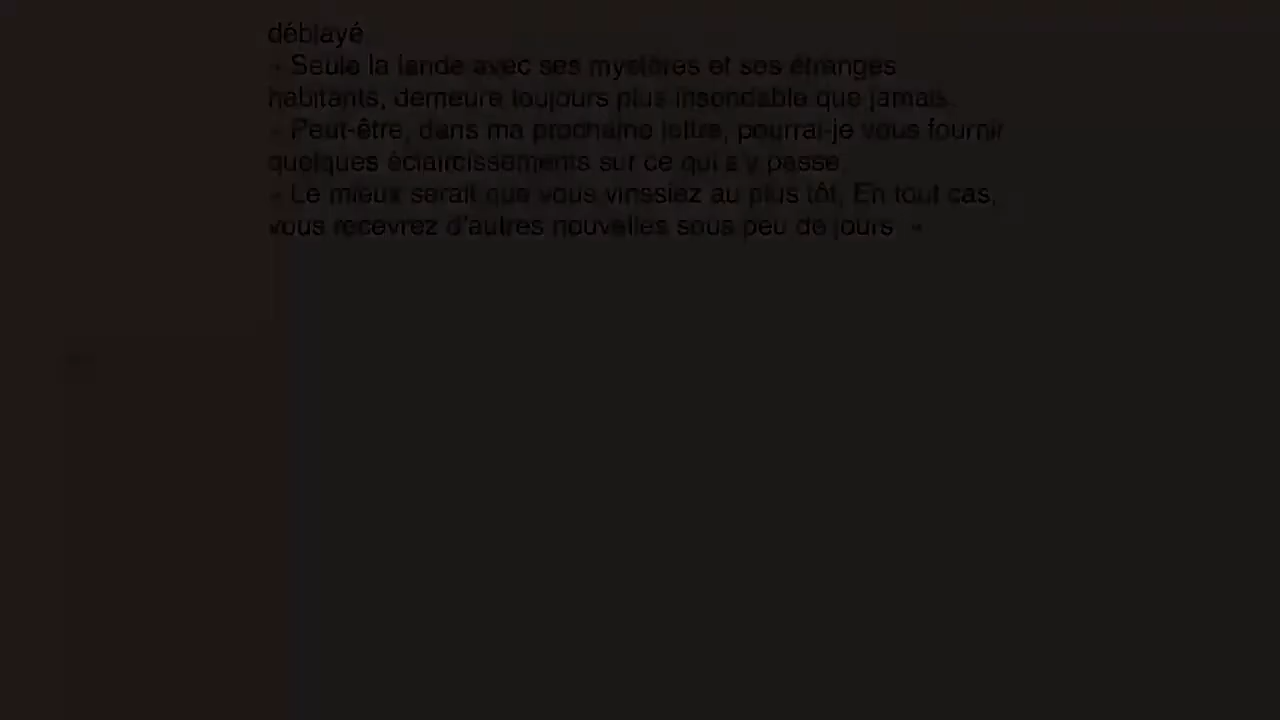 déblayé.
« Seule la lande avec ses mystères et ses étranges
habitants, demeure toujours plus insondable que jamais.
« Peut-être, dans ma prochaine lettre, pourrai-je vous fournir
quelques éclaircissements sur ce qui s'y passe.
« Le mieux serait que vous vinssiez au plus tôt. En tout cas,
vous recevrez d'autres nouvelles sous peu de jours. »